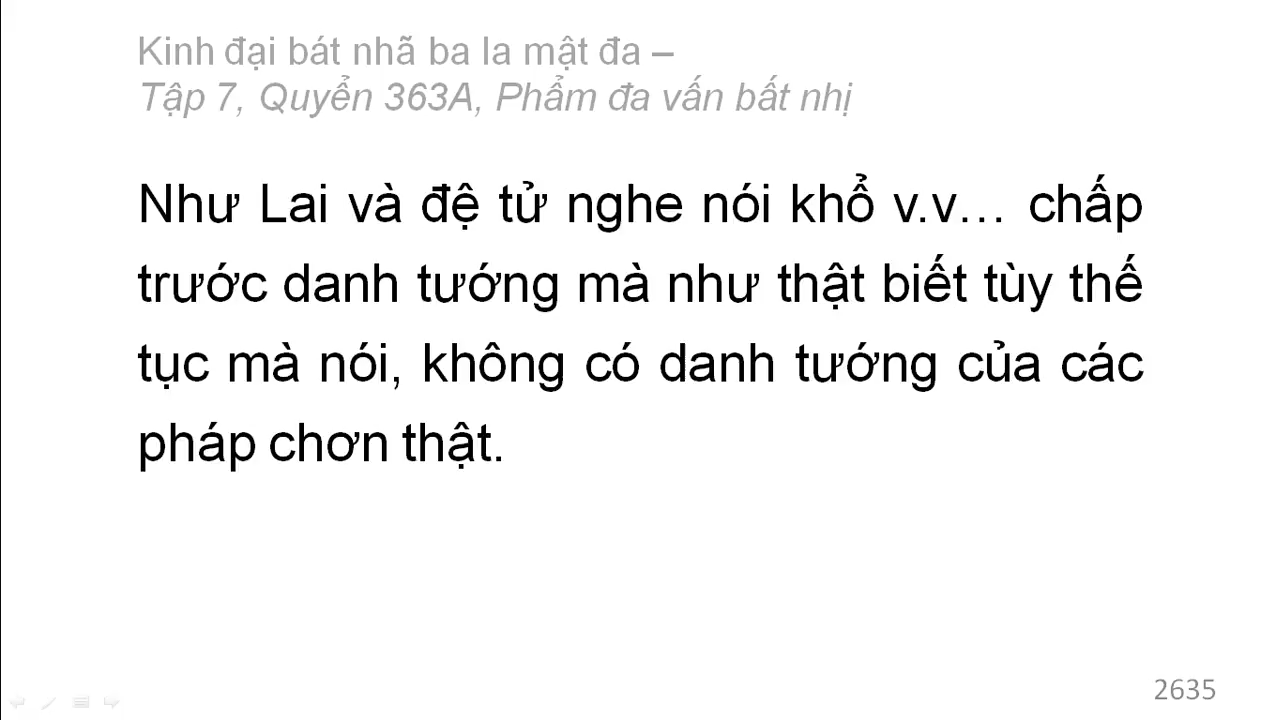 Kinh đại bát nhã ba la mật đa –
Tập 7, Quyển 363A, Phẩm đa vấn bất nhị
Như Lai và đệ tử nghe nói khổ v.v… chấp
trước danh tướng mà như thật biết tùy thế
tục mà nói, không có danh tướng của các
pháp chơn thật.
2635